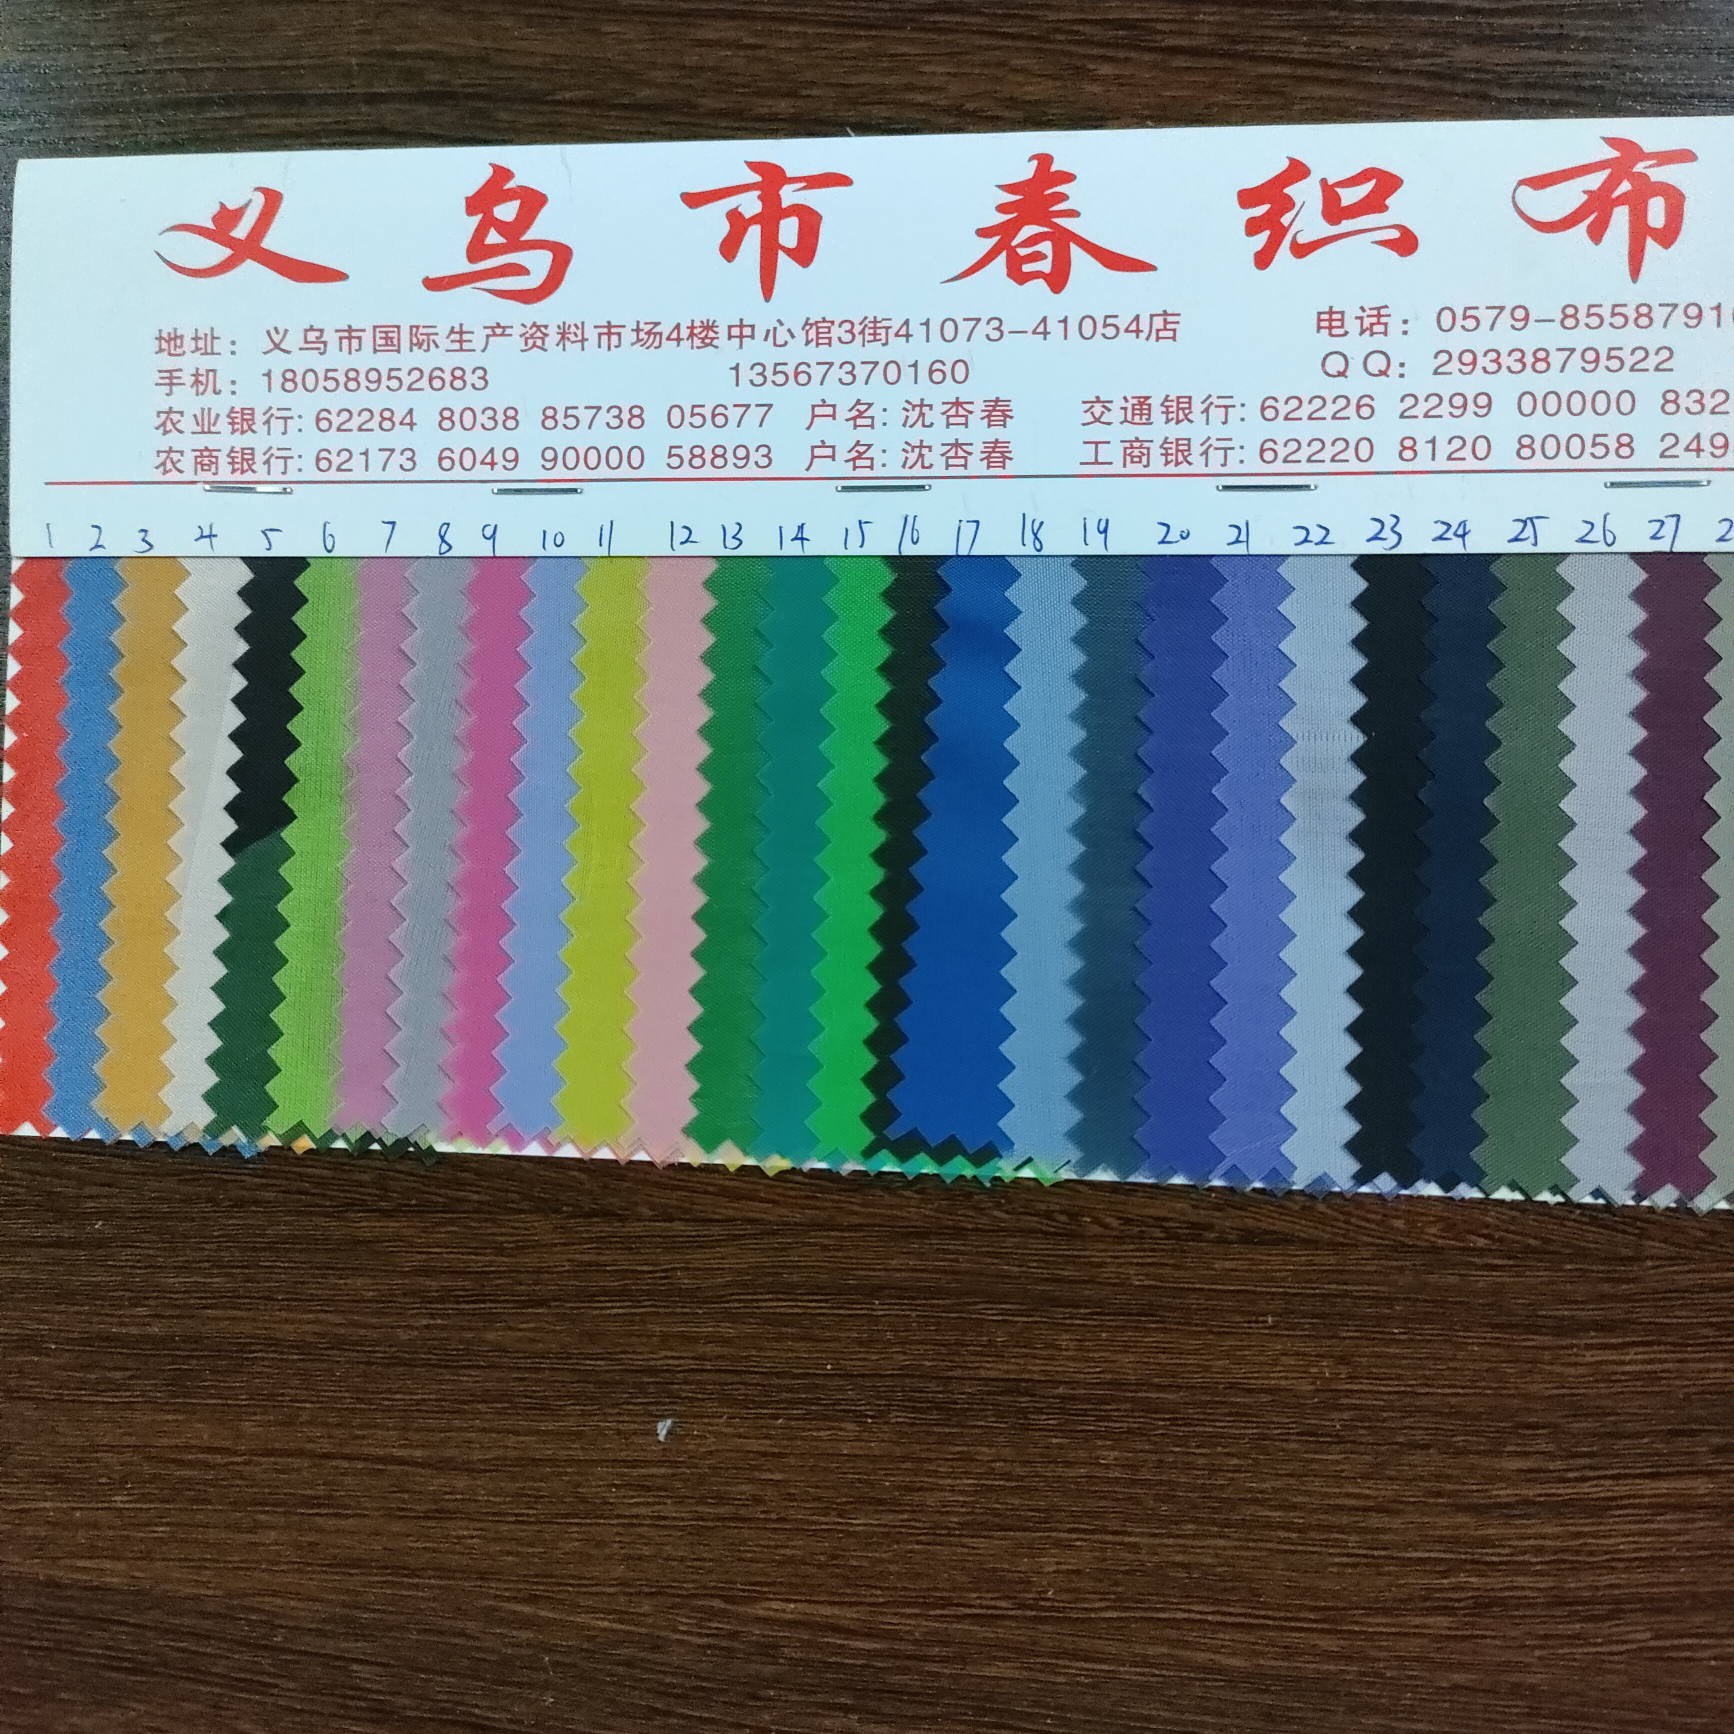 义乌市春织布
地址：义乌市国际生产资料市场4楼中心馆3街41073-41054店 电话：0579-8558791
手机：18058952683 13567370160 QQ：2933879522
农业银行: 62284 8038 85738 05677 户名: 沈杏春 交通银行: 62226 2299 00000 832
农商银行: 62173 6049 90000 58893 户名: 沈杏春 工商银行: 62220 8120 80058 249
1 2 3 4 5 6 7 8 9 10 11 12 13 14 15 16 17 18 19 20 21 22 23 24 25 26 27 2